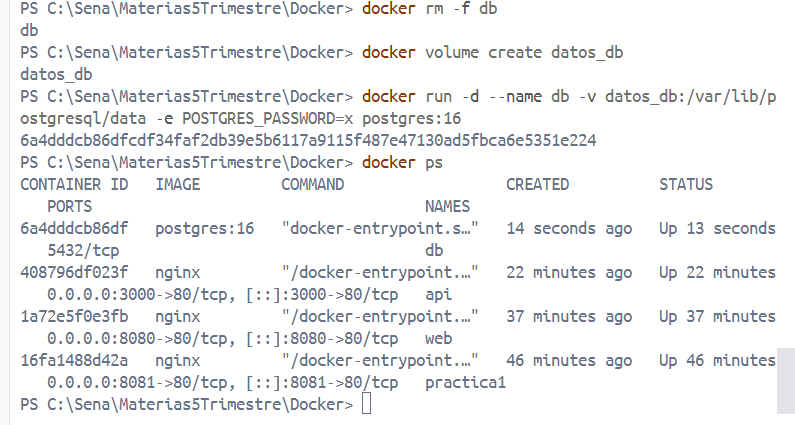 PS C:\Sena\Materias5Trimestre\Docker> docker rm -f db
db
PS C:\Sena\Materias5Trimestre\Docker> docker volume create datos_db
datos_db
PS C:\Sena\Materias5Trimestre\Docker> docker run -d --name db -v datos_db:/var/lib/p
ostgresql/data -e POSTGRES_PASSWORD=x postgres:16
6a4dddcb86dfcdf34faf2db39e5b6117a9115f487e47130ad5fbca6e5351e224
PS C:\Sena\Materias5Trimestre\Docker> docker ps
CONTAINER ID   IMAGE         COMMAND                  CREATED          STATUS
   PORTS                                     NAMES
6a4dddcb86df   postgres:16   "docker-entrypoint.s…"   14 seconds ago   Up 13 seconds
   5432/tcp                                  db
408796df023f   nginx         "/docker-entrypoint.…"   22 minutes ago   Up 22 minutes
   0.0.0.0:3000->80/tcp, [::]:3000->80/tcp   api
1a72e5f0e3fb   nginx         "/docker-entrypoint.…"   37 minutes ago   Up 37 minutes
   0.0.0.0:8080->80/tcp, [::]:8080->80/tcp   web
16fa1488d42a   nginx         "/docker-entrypoint.…"   46 minutes ago   Up 46 minutes
   0.0.0.0:8081->80/tcp, [::]:8081->80/tcp   practica1
PS C:\Sena\Materias5Trimestre\Docker>